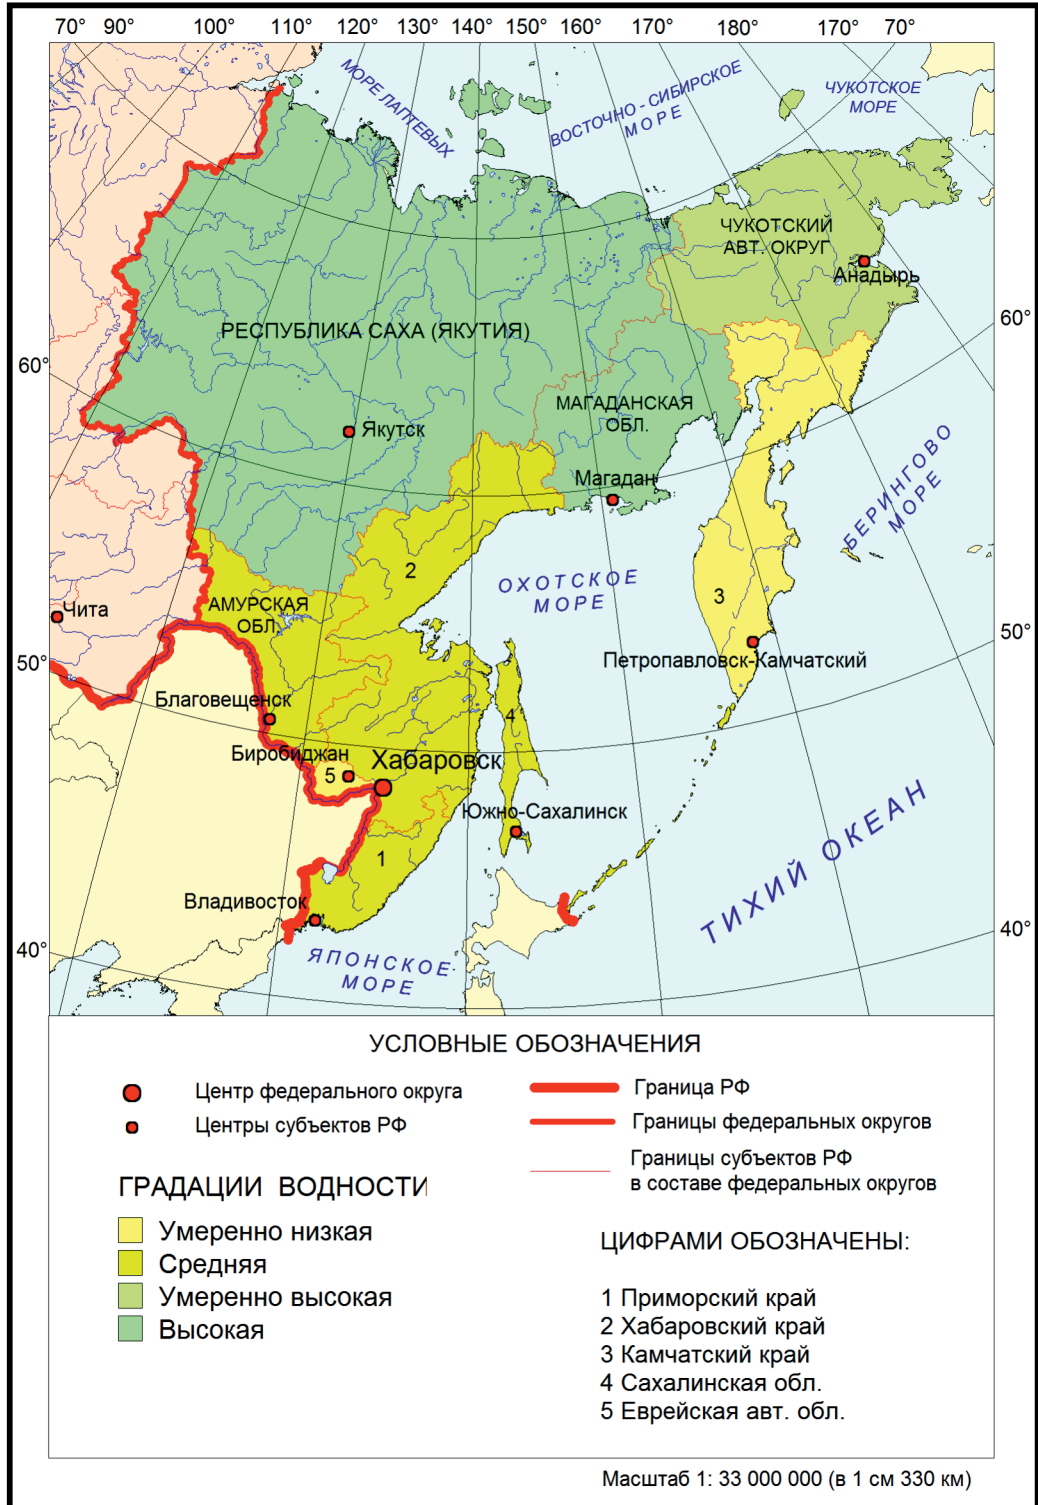 70° 90° 100° 110° 120° 130° 140° 150° 160° 170° 180° 170° 70°
МОРЕ ЛАПТЕВЫХ
ВОСТОЧНО - СИБИРСКОЕ
МОРЕ
ЧУКОТСКОЕ
МОРЕ
ЧУКОТСКИЙ
АВТ. ОКРУГ
Анадырь
60°
РЕСПУБЛИКА САХА (ЯКУТИЯ)
60°
МАГАДАНСКАЯ
ОБЛ.
Якутск
Магадан
БЕРИНГОВО
МОРЕ
2
ОХОТСКОЕ
МОРЕ
3
Чита
АМУРСКАЯ
ОБЛ.
50°
Петропавловск-Камчатский
50°
Благовещенск
4
Биробиджан
5
Хабаровск
Южно-Сахалинск
1
ТИХИЙ ОКЕАН
Владивосток
40°
40°
ЯПОНСКОЕ
МОРЕ
УСЛОВНЫЕ ОБОЗНАЧЕНИЯ
Центр федерального округа
Центры субъектов РФ
Граница РФ
Границы федеральных округов
Границы субъектов РФ
в составе федеральных округов
ГРАДАЦИИ ВОДНОСТИ
Умеренно низкая
Средняя
Умеренно высокая
Высокая
ЦИФРАМИ ОБОЗНАЧЕНЫ:
1 Приморский край
2 Хабаровский край
3 Камчатский край
4 Сахалинская обл.
5 Еврейская авт. обл.
Масштаб 1: 33 000 000 (в 1 см 330 км)